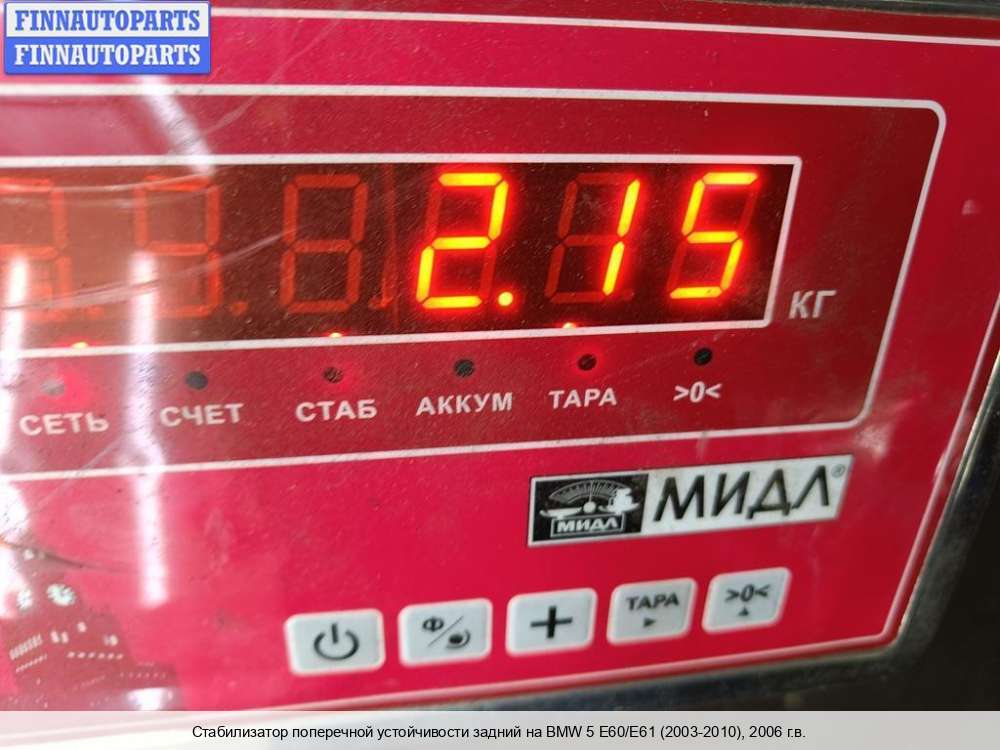 FINNAUTOPARTS
FINNAUTOPARTS
2.15
КГ
СЕТЬ СЧЕТ СТАБ АККУМ ТАРА >0<
МИДЛ МИДЛ®
Ф ТАРА >0<
Стабилизатор поперечной устойчивости задний на BMW 5 E60/E61 (2003-2010), 2006 г.в.